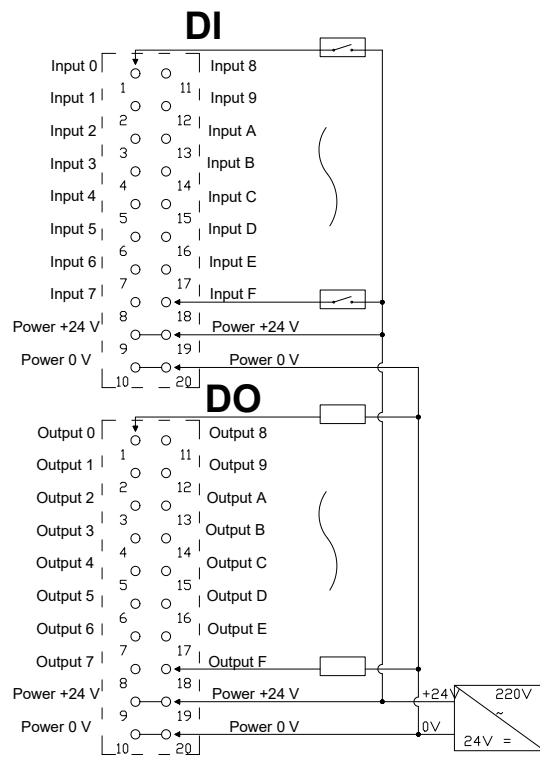 DI
Input 0 Input 8
1 11
Input 1 Input 9
2 12
Input 2 Input A
3 13
Input 3 Input B
4 14
Input 4 Input C
5 15
Input 5 Input D
6 16
Input 6 Input E
7 17
Input 7 Input F
8 18
Power +24 V Power +24 V
9 19
Power 0 V Power 0 V
10 20
DO
Output 0 Output 8
1 11
Output 1 Output 9
2 12
Output 2 Output A
3 13
Output 3 Output B
4 14
Output 4 Output C
5 15
Output 5 Output D
6 16
Output 6 Output E
7 17
Output 7 Output F
8 18
Power +24 V Power +24 V +24V 220V
~
9 19
Power 0 V Power 0 V 0V
24V =
10 20